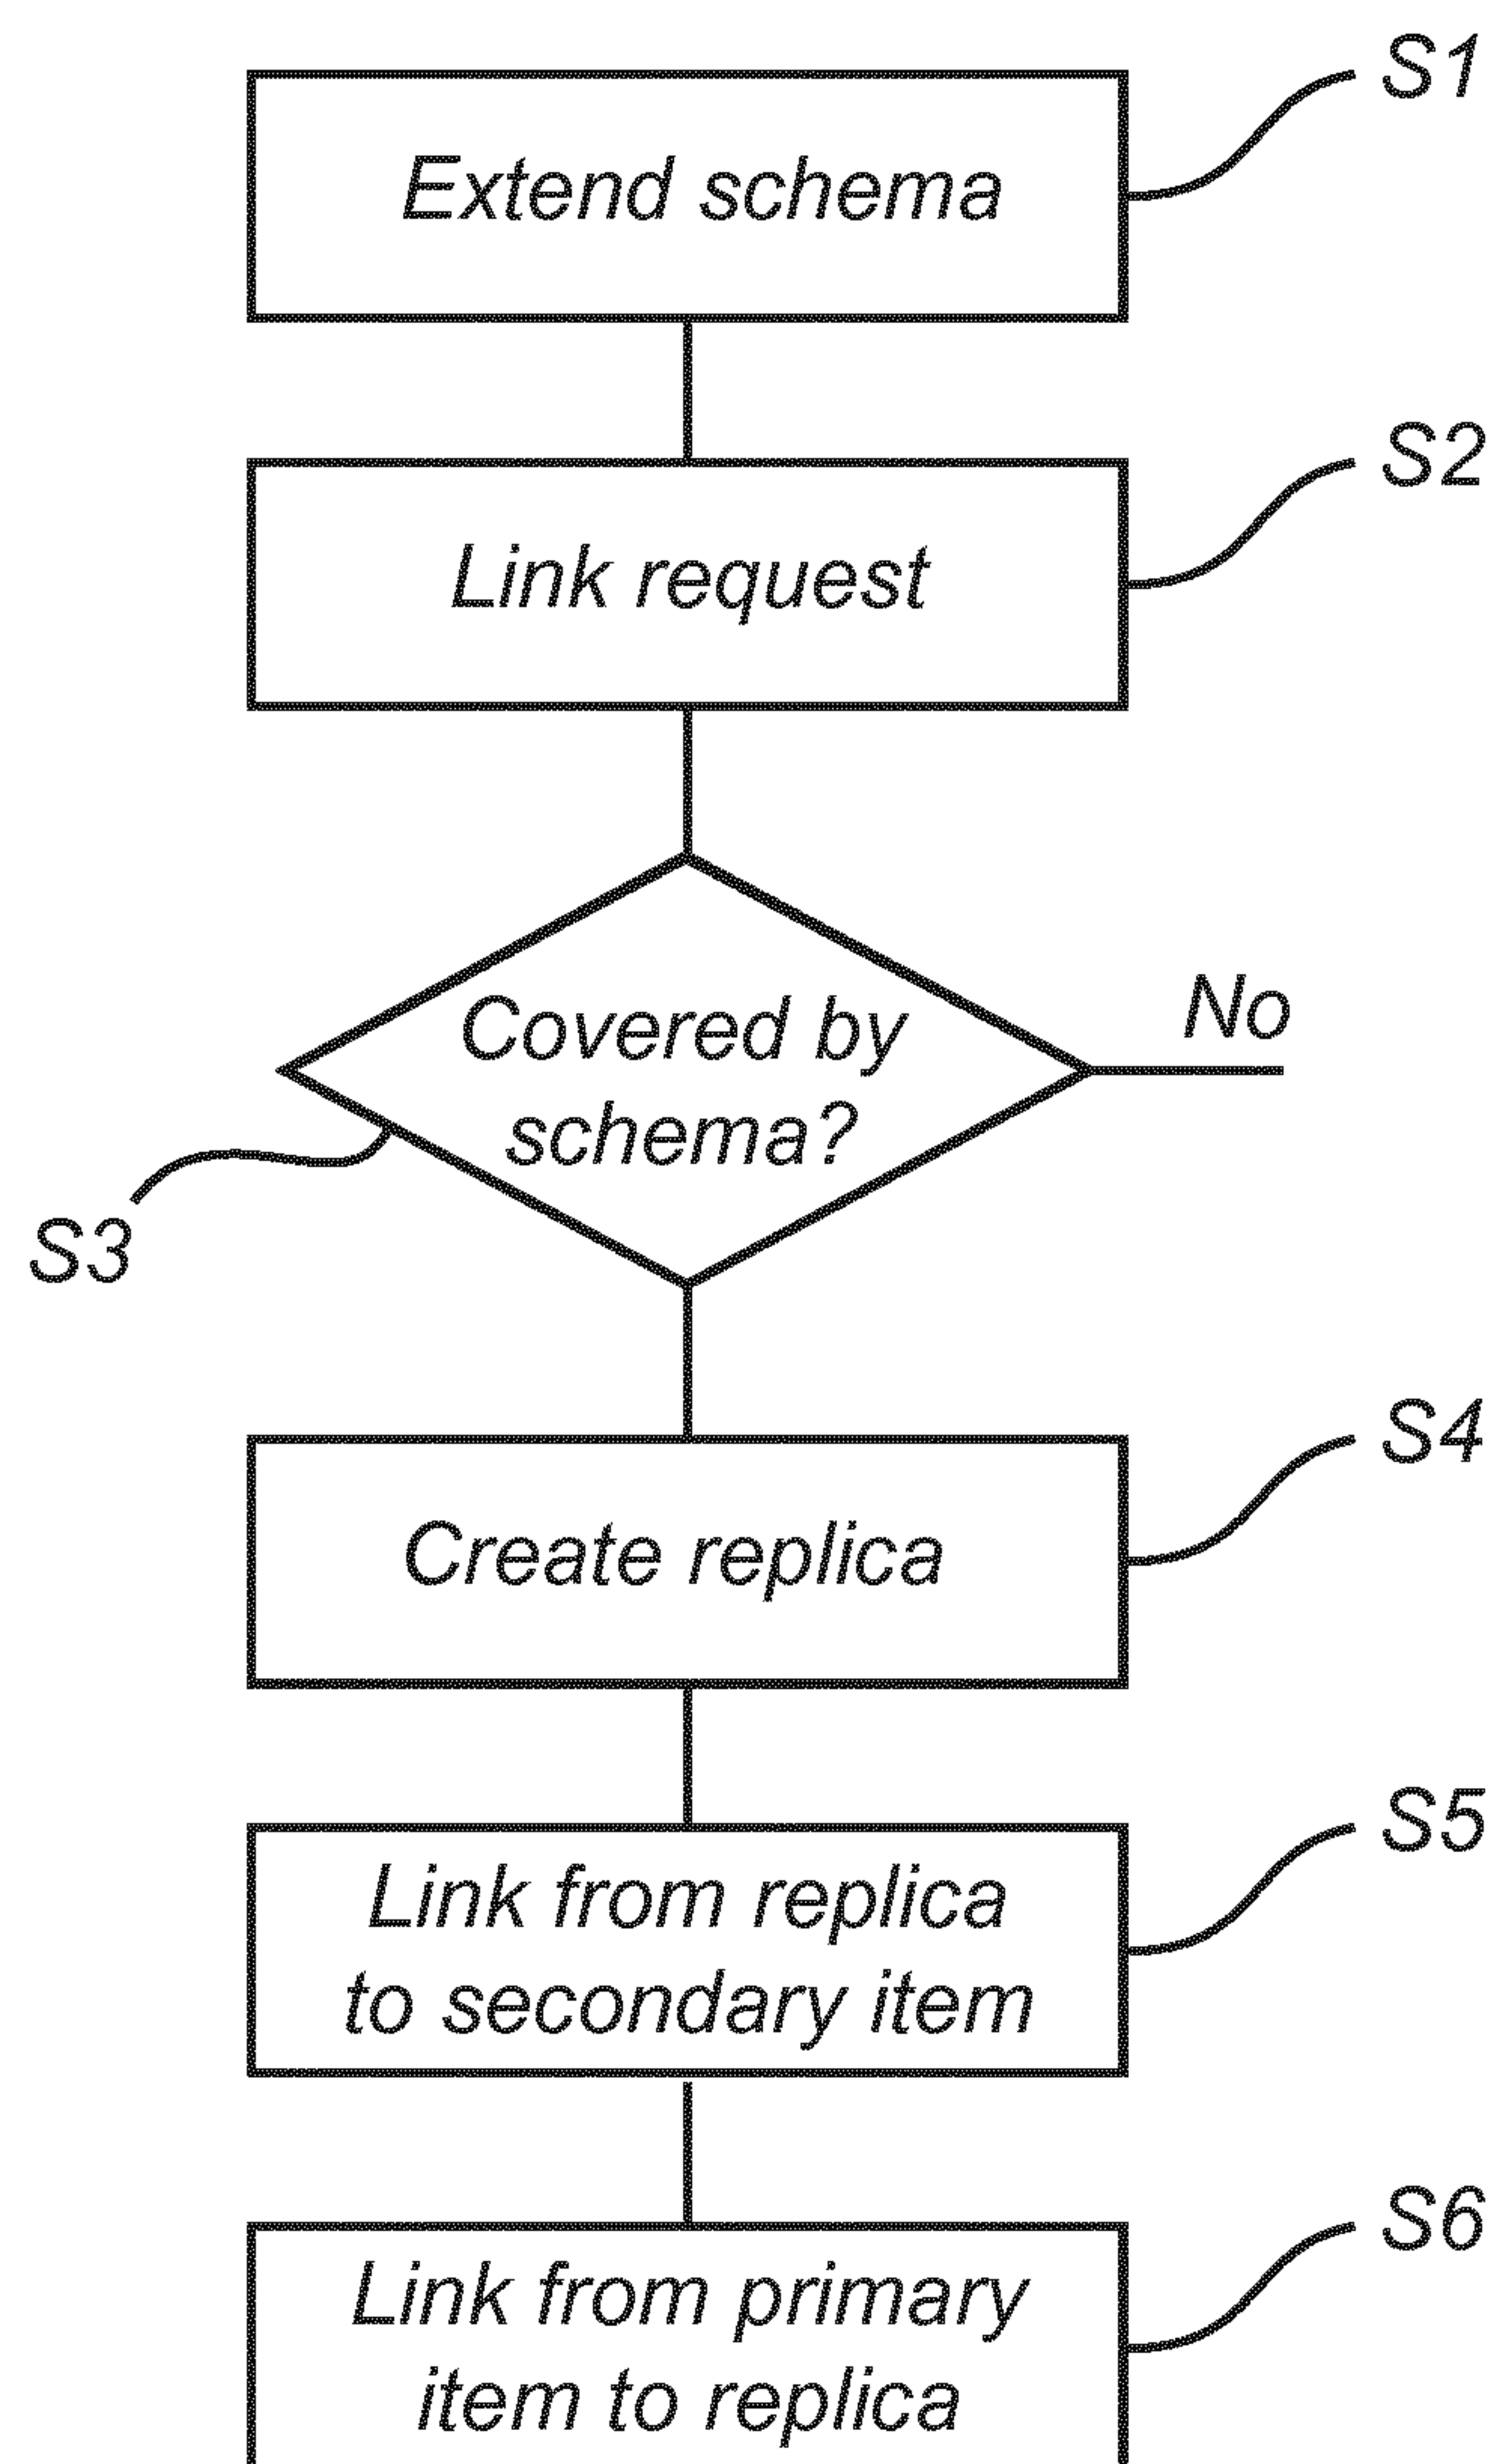 S1
Extend schema
S2
Link request
No
Covered by
schema?
S3
S4
Create replica
S5
Link from replica
to secondary item
S6
Link from primary
item to replica